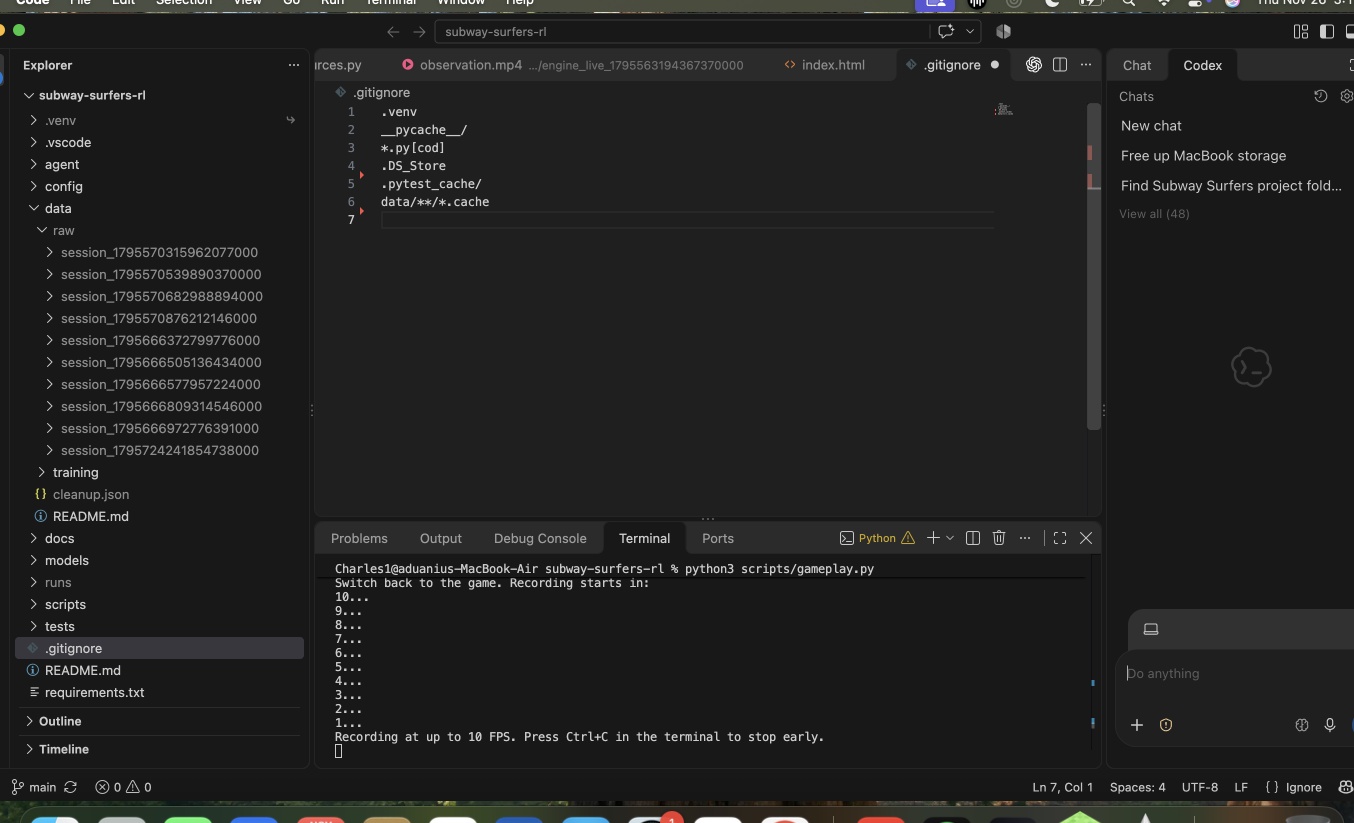 Code File Edit Selection View Go Run Terminal Window Help
subway-surfers-rl
Explorer
subway-surfers-rl
.venv
.vscode
agent
config
data
raw
session_1795570315962077000
session_1795570539890370000
session_1795570682988894000
session_1795570876212146000
session_1795666372799776000
session_1795666505136434000
session_1795666577957224000
session_1795666809314546000
session_1795666972776391000
session_1795724241854738000
training
cleanup.json
README.md
docs
models
runs
scripts
tests
.gitignore
README.md
requirements.txt
Outline
Timeline
rces.py
observation.mp4 .../engine_live_1795563194367370000
index.html
.gitignore
.gitignore
1 .venv
2 __pycache__/
3 *.py[cod]
4 .DS_Store
5 .pytest_cache/
6 data/**/*.cache
7
Problems Output Debug Console Terminal Ports
Python
Charles1@aduanius-MacBook-Air subway-surfers-rl % python3 scripts/gameplay.py
Switch back to the game. Recording starts in:
10...
9...
8...
7...
6...
5...
4...
3...
2...
1...
Recording at up to 10 FPS. Press Ctrl+C in the terminal to stop early.
Chat Codex
Chats
New chat
Free up MacBook storage
Find Subway Surfers project fold...
View all (48)
Do anything
main
0 0
Ln 7, Col 1 Spaces: 4 UTF-8 LF { } Ignore